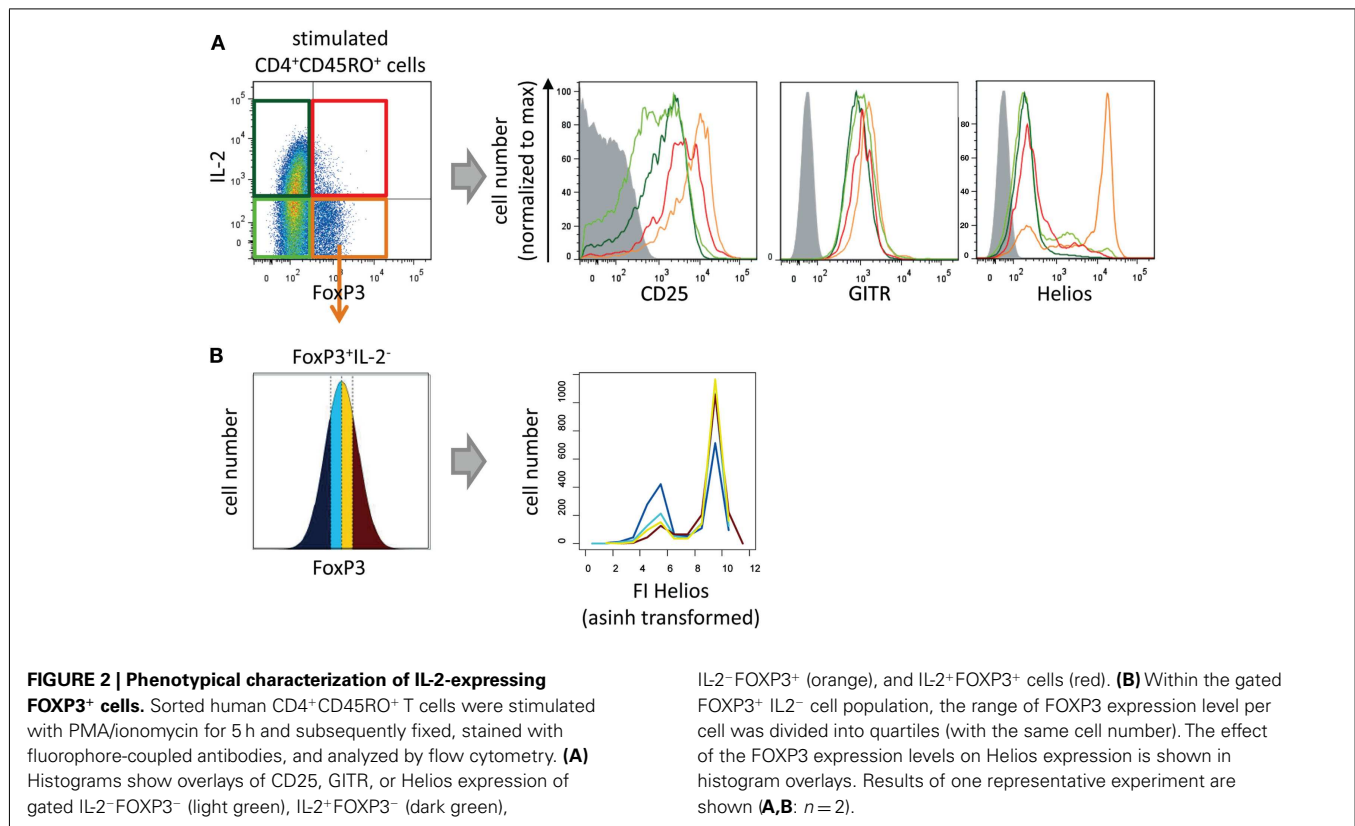 A
stimulated
CD4⁺CD45RO⁺ cells
IL-2
10⁵
10⁴
10³
10²
0
0 10² 10³ 10⁴ 10⁵
FoxP3
cell number
(normalized to max)
100
80
60
40
20
0
0 10² 10³ 10⁴ 10⁵
CD25
0
0 10² 10³ 10⁴ 10⁵
GITR
80
60
40
20
0
0 10² 10³ 10⁴ 10⁵
Helios
B
FoxP3⁺IL-2⁻
cell number
FoxP3
cell number
1000
800
600
400
200
0
0 2 4 6 8 10 12
FI Helios
(asinh transformed)
FIGURE 2 | Phenotypical characterization of IL-2-expressing
FOXP3⁺ cells. Sorted human CD4⁺CD45RO⁺ T cells were stimulated
with PMA/ionomycin for 5 h and subsequently fixed, stained with
fluorophore-coupled antibodies, and analyzed by flow cytometry. (A)
Histograms show overlays of CD25, GITR, or Helios expression of
gated IL-2⁻FOXP3⁻ (light green), IL-2⁺FOXP3⁻ (dark green),
IL-2⁻FOXP3⁺ (orange), and IL-2⁺FOXP3⁺ cells (red). (B) Within the gated
FOXP3⁺ IL2⁻ cell population, the range of FOXP3 expression level per
cell was divided into quartiles (with the same cell number). The effect
of the FOXP3 expression levels on Helios expression is shown in
histogram overlays. Results of one representative experiment are
shown (A,B: n = 2).